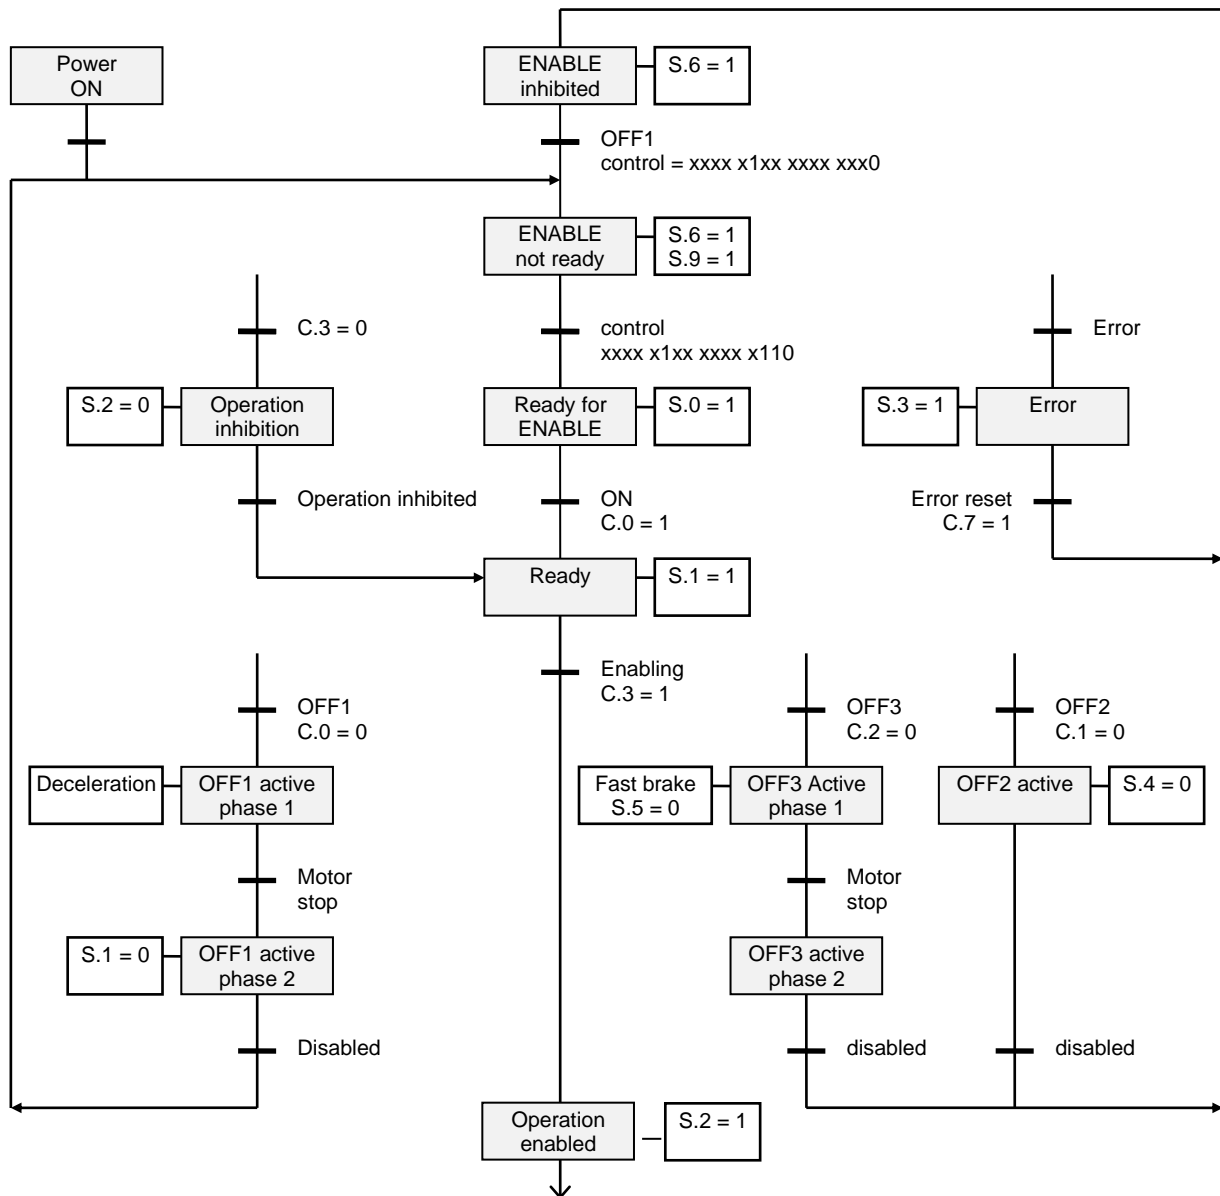 Power
ON
ENABLE
inhibited
S.6 = 1
OFF1
control = xxxx x1xx xxxx xxx0
ENABLE
not ready
S.6 = 1
S.9 = 1
C.3 = 0
control
xxxx x1xx xxxx x110
Error
S.2 = 0
Operation
inhibition
Ready for
ENABLE
S.0 = 1
S.3 = 1
Error
Operation inhibited
ON
C.0 = 1
Error reset
C.7 = 1
Ready
S.1 = 1
Enabling
C.3 = 1
OFF1
C.0 = 0
OFF3
C.2 = 0
OFF2
C.1 = 0
Deceleration
OFF1 active
phase 1
Fast brake
S.5 = 0
OFF3 Active
phase 1
OFF2 active
S.4 = 0
Motor
stop
Motor
stop
S.1 = 0
OFF1 active
phase 2
OFF3 active
phase 2
Disabled
disabled
disabled
Operation
enabled
S.2 = 1